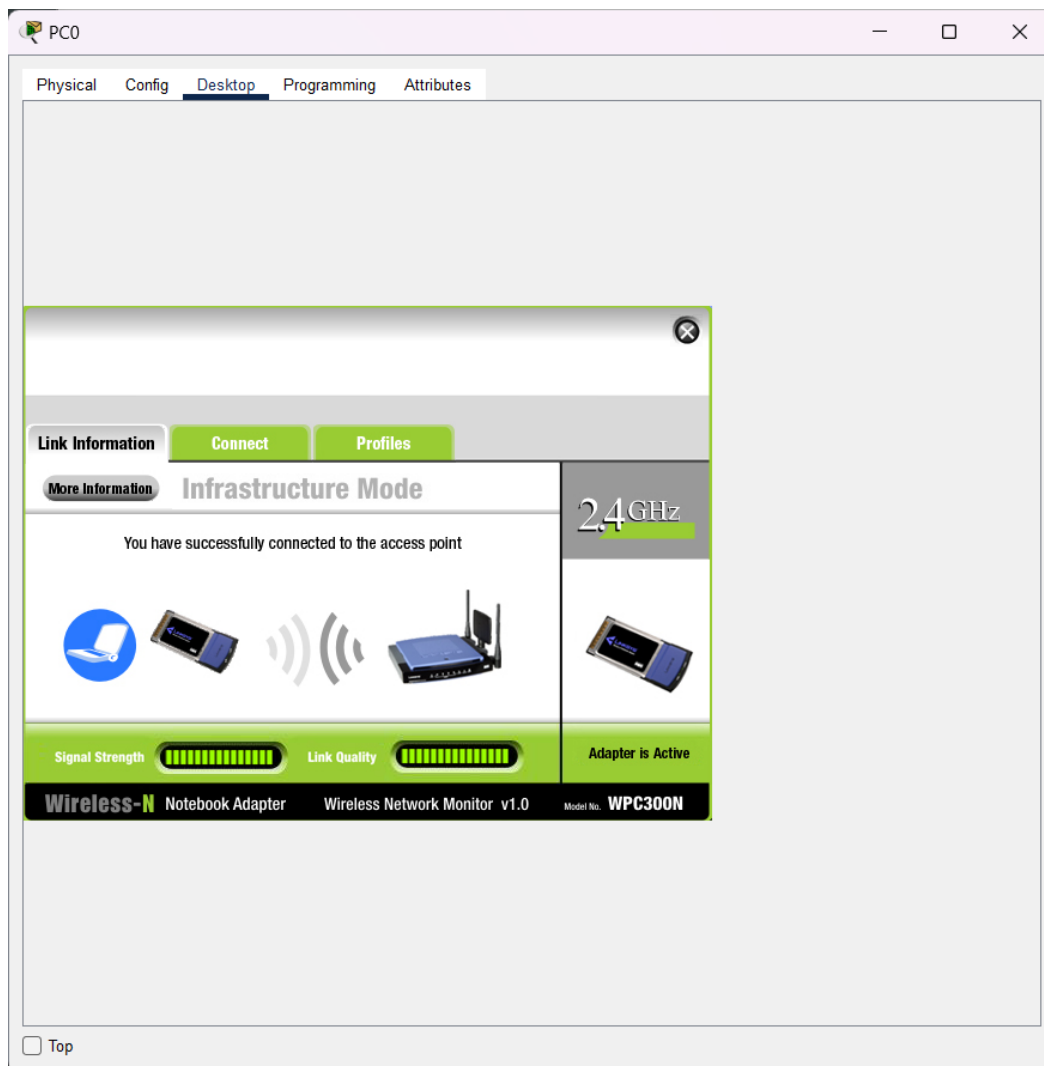 PC0
Physical Config Desktop Programming Attributes
Link Information Connect Profiles
More Information Infrastructure Mode
2.4GHz
You have successfully connected to the access point
Signal Strength Link Quality Adapter is Active
Wireless-N Notebook Adapter Wireless Network Monitor v1.0 Model No. WPC300N
Top